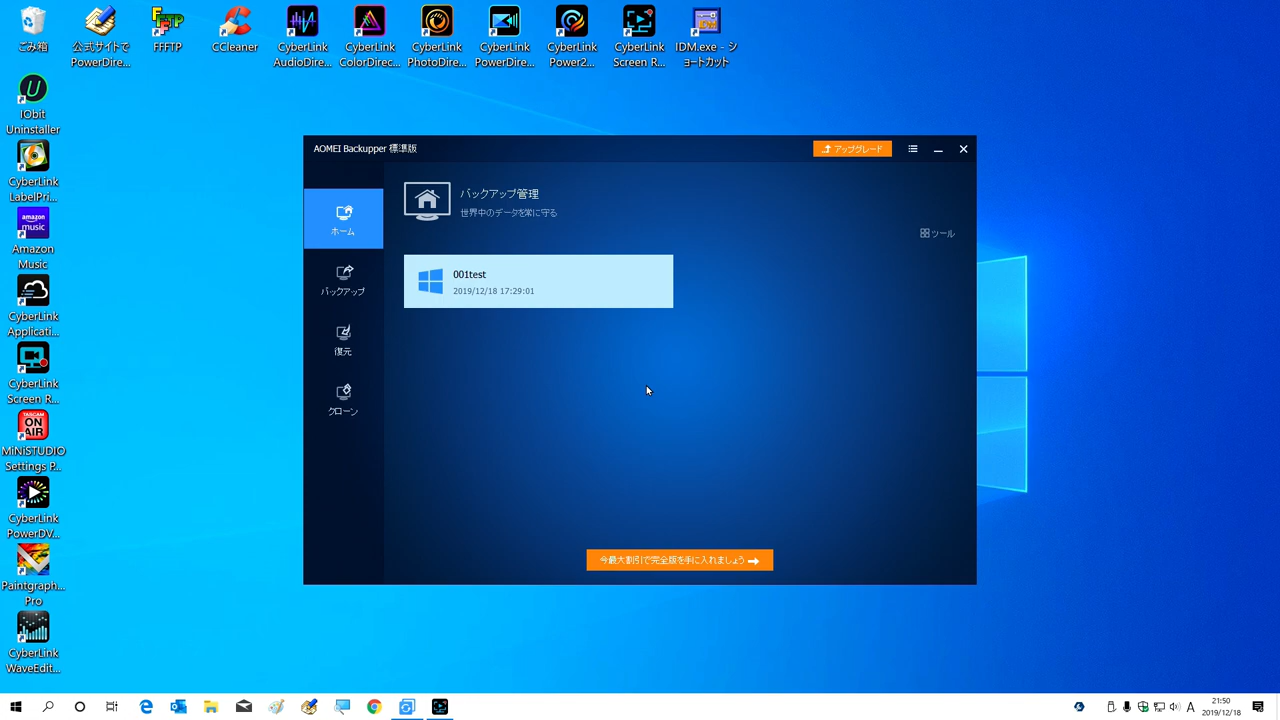 ごみ箱
公式サイトで
PowerDire...
FFFTP
CCleaner
CyberLink
AudioDire...
CyberLink
ColorDirec...
CyberLink
PhotoDire...
CyberLink
PowerDire...
CyberLink
Power2...
CyberLink
Screen R...
IDM.exe - シ
ョートカット
IObit
Uninstaller
CyberLink
LabelPri...
amazon
music
Amazon
Music
CyberLink
Applicati...
CyberLink
Screen R...
TASCAM
ON
AIR
MiNiSTUDIO
Settings P...
CyberLink
PowerDV...
Paintgraph...
Pro
CyberLink
WaveEdit...
AOMEI Backupper 標準版
アップグレード
ホーム
バックアップ
復元
クローン
バックアップ管理
世界中のデータを常に守る
ツール
001test
2019/12/18 17:29:01
今最大割引で完全版を手に入れましょう
A
21:50
2019/12/18